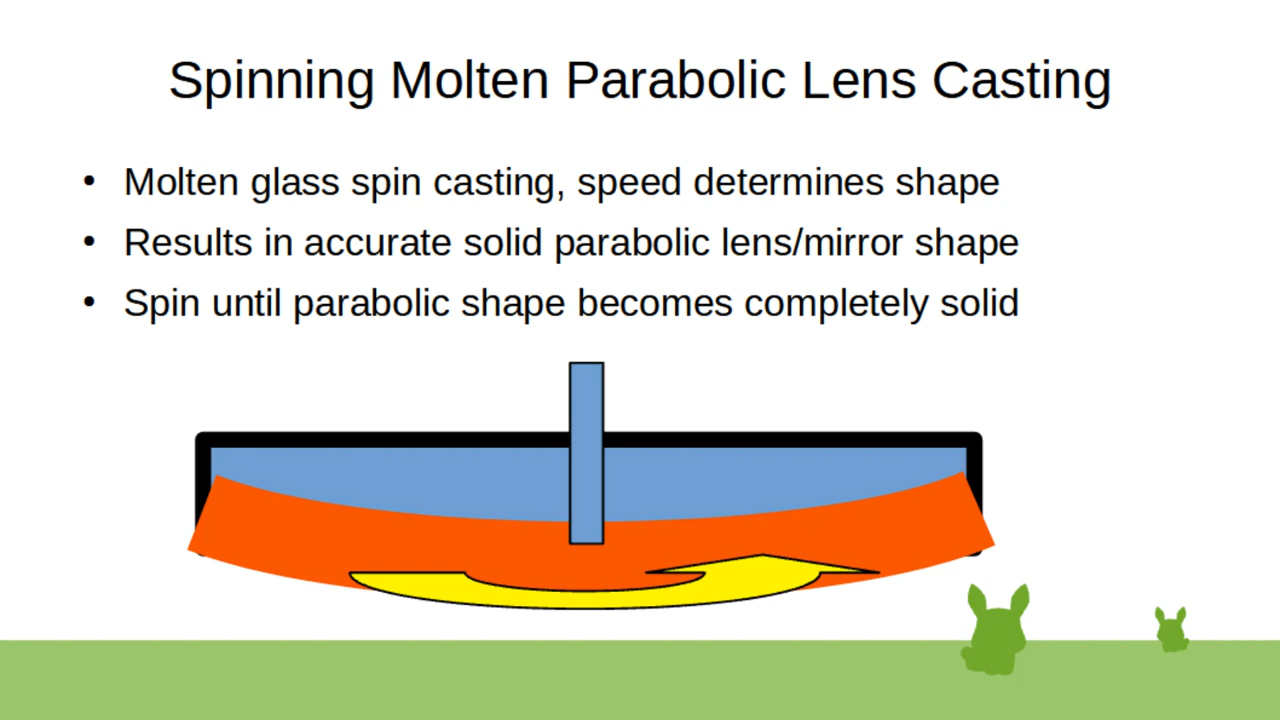 Spinning Molten Parabolic Lens Casting
• Molten glass spin casting, speed determines shape
• Results in accurate solid parabolic lens/mirror shape
• Spin until parabolic shape becomes completely solid